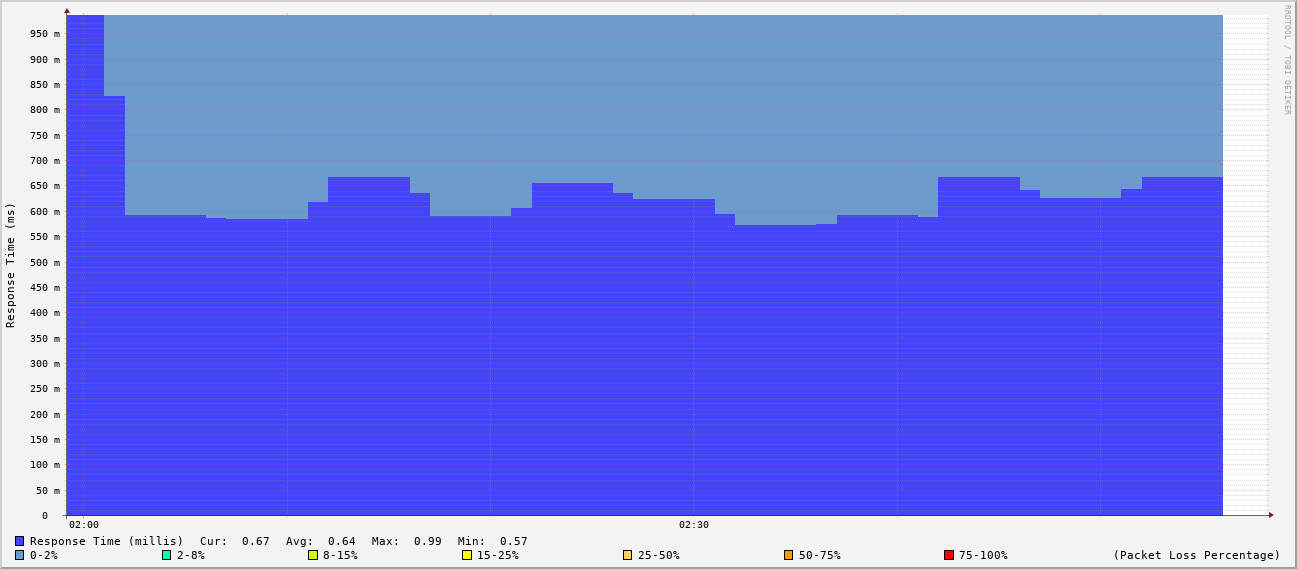 RRDTOOL / TOBI OETIKER
Response Time (ms)
950 m
900 m
850 m
800 m
750 m
700 m
650 m
600 m
550 m
500 m
450 m
400 m
350 m
300 m
250 m
200 m
150 m
100 m
50 m
0
02:00 02:30
Response Time (millis) Cur: 0.67 Avg: 0.64 Max: 0.99 Min: 0.57
0-2% 2-8% 8-15% 15-25% 25-50% 50-75% 75-100% (Packet Loss Percentage)